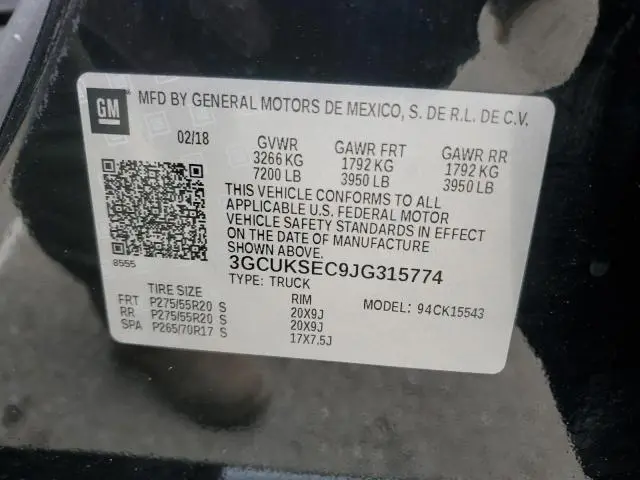 GM MFD BY GENERAL MOTORS DE MEXICO, S. DE R.L. DE C.V.
02/18 GVWR GAWR FRT GAWR RR
3266 KG 1792 KG 1792 KG
7200 LB 3950 LB 3950 LB
THIS VEHICLE CONFORMS TO ALL
APPLICABLE U.S. FEDERAL MOTOR
VEHICLE SAFETY STANDARDS IN EFFECT
ON THE DATE OF MANUFACTURE
8555 3GCUKSEC9JG315774
TYPE: TRUCK
TIRE SIZE RIM MODEL: 94CK15543
FRT P275/55R20 S 20X9J
RR P275/55R20 S 20X9J
SPA P265/70R17 S 17X7.5J